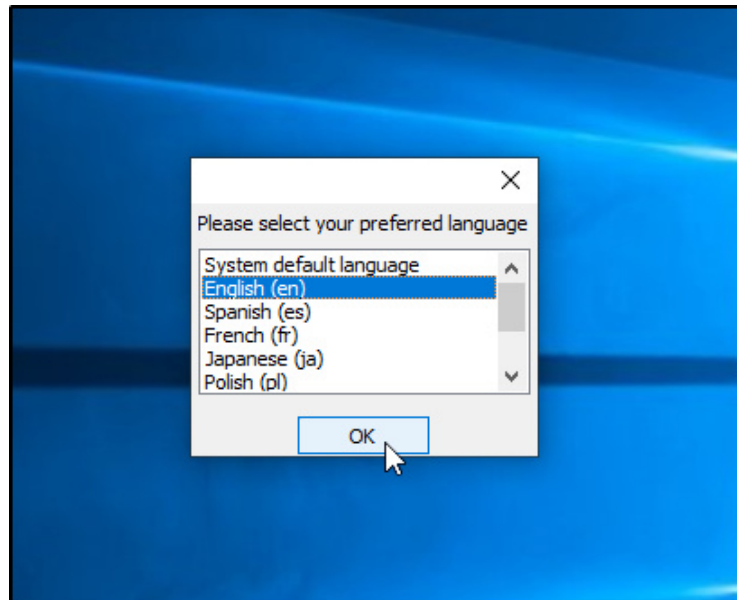 Please select your preferred language
System default language
English (en)
Spanish (es)
French (fr)
Japanese (ja)
Polish (pl)
OK